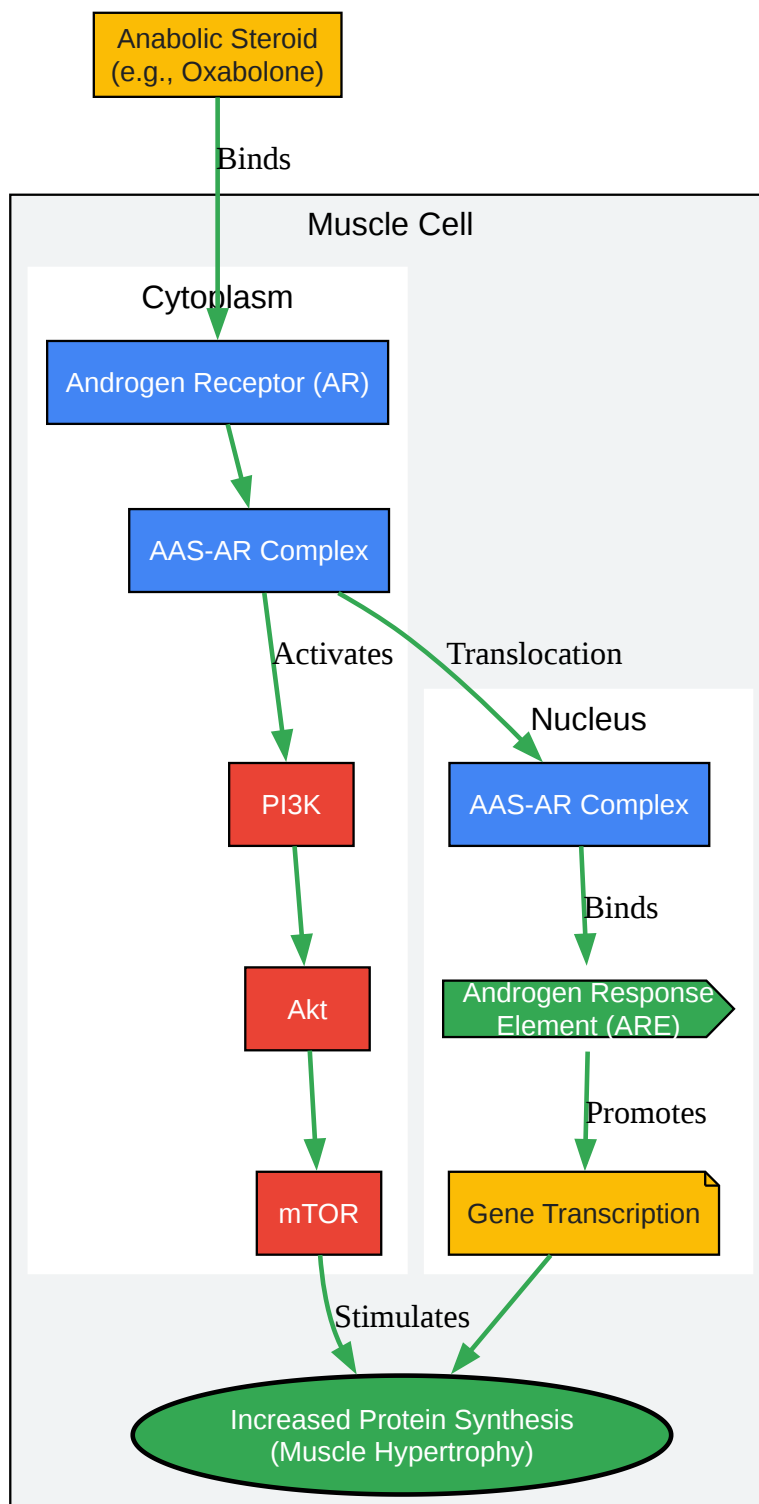 Anabolic Steroid
(e.g., Oxabolone)
Binds
Muscle Cell
Cytoplasm
Androgen Receptor (AR)
AAS-AR Complex
Activates
Translocation
Nucleus
PI3K
AAS-AR Complex
Binds
Akt
Androgen Response
Element (ARE)
Promotes
mTOR
Gene Transcription
Stimulates
Increased Protein Synthesis
(Muscle Hypertrophy)